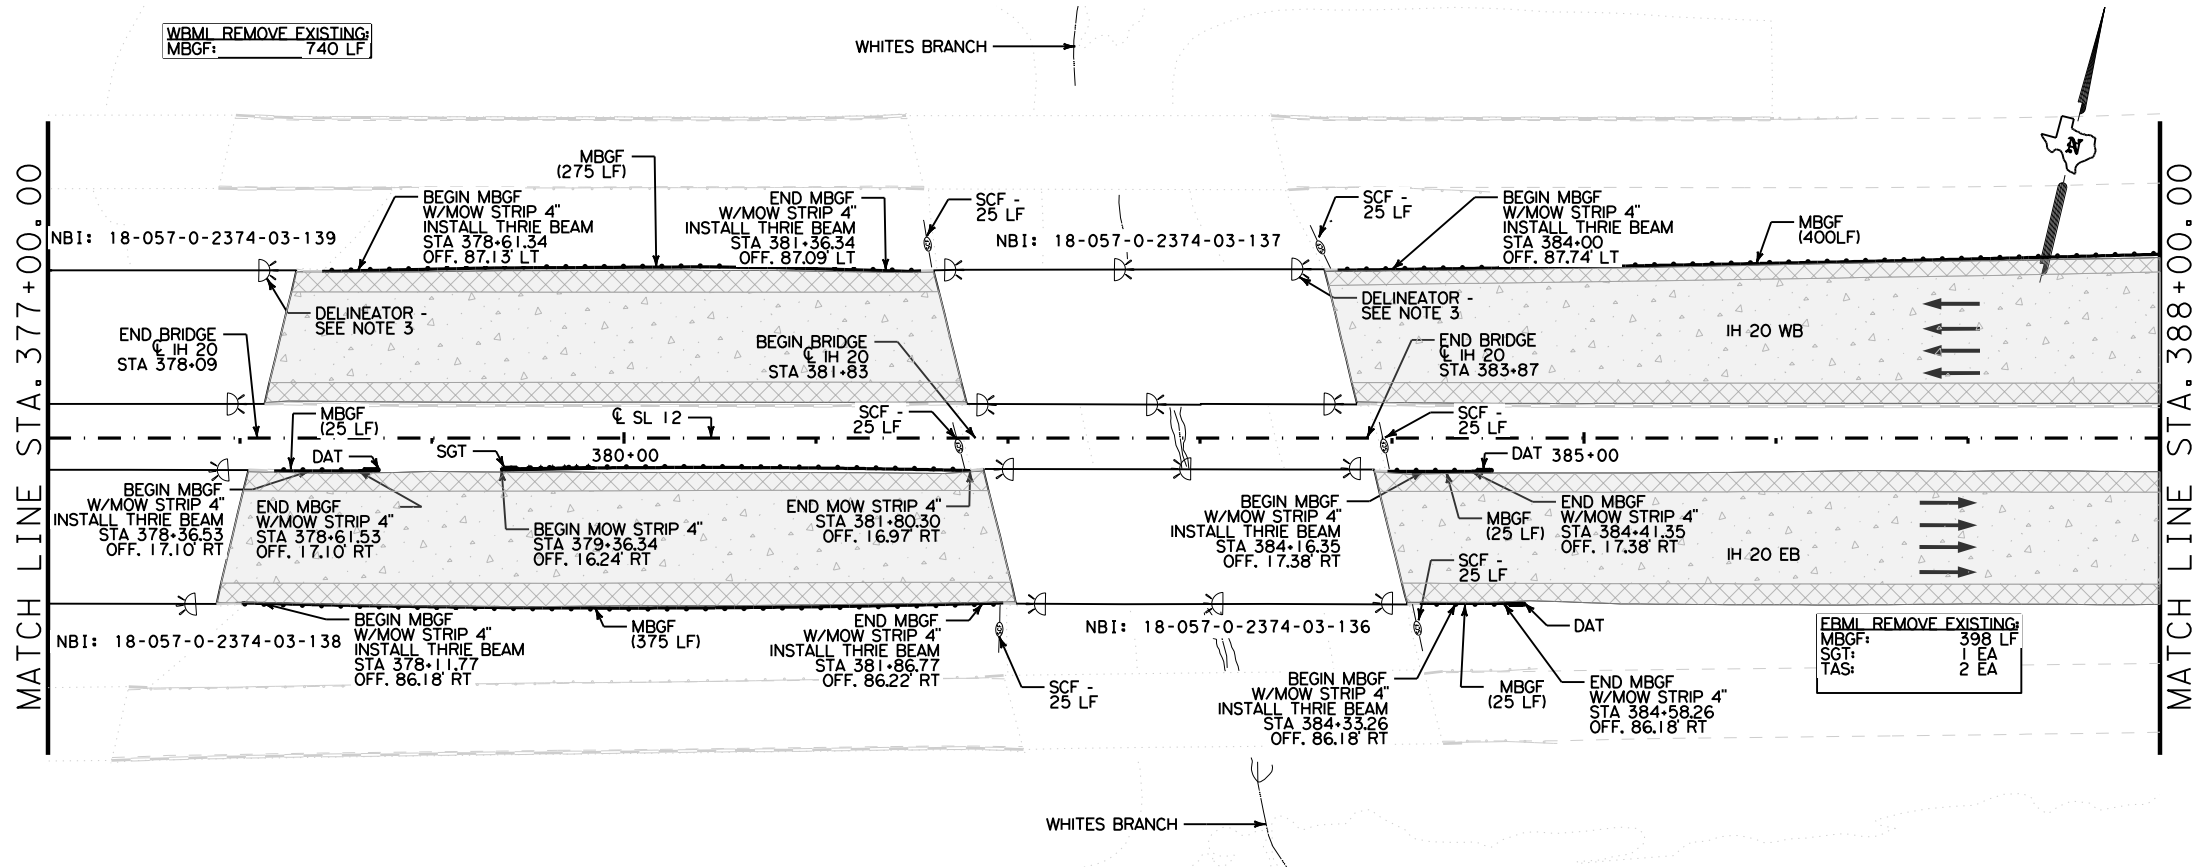 WBML REMOVE EXISTING:
MBGF: 740 LF
WHITES BRANCH
MATCH LINE STA.377+00.00
MATCH LINE STA.388+00.00
N
MBGF
(275 LF)
BEGIN MBGF
W/MOW STRIP 4"
INSTALL THRIE BEAM
STA 378+61.34
OFF. 87.13' LT
END MBGF
W/MOW STRIP 4"
INSTALL THRIE BEAM
STA 381+36.34
OFF. 87.09' LT
SCF -
25 LF
SCF -
25 LF
BEGIN MBGF
W/MOW STRIP 4"
INSTALL THRIE BEAM
STA 384+00
OFF. 87.74' LT
MBGF
(400LF)
NBI: 18-057-0-2374-03-139
NBI: 18-057-0-2374-03-137
DELINEATOR -
SEE NOTE 3
DELINEATOR -
SEE NOTE 3
END BRIDGE
℄ IH 20
STA 378+09
BEGIN BRIDGE
℄ IH 20
STA 381+83
END BRIDGE
℄ IH 20
STA 383+87
IH 20 WB
MBGF
(25 LF)
℄ SL 12
SCF -
25 LF
SCF -
25 LF
DAT
SGT
380+00
DAT 385+00
BEGIN MBGF
W/MOW STRIP 4"
INSTALL THRIE BEAM
STA 378+36.53
OFF. 17.10' RT
END MBGF
W/MOW STRIP 4"
STA 378+61.53
OFF. 17.10' RT
BEGIN MOW STRIP 4"
STA 379+36.34
OFF. 16.24' RT
END MOW STRIP 4"
STA 381+80.30
OFF. 16.97' RT
BEGIN MBGF
W/MOW STRIP 4"
INSTALL THRIE BEAM
STA 384+16.35
OFF. 17.38' RT
MBGF
(25 LF)
END MBGF
W/MOW STRIP 4"
STA 384+41.35
OFF. 17.38' RT
IH 20 EB
SCF -
25 LF
NBI: 18-057-0-2374-03-138
BEGIN MBGF
W/MOW STRIP 4"
INSTALL THRIE BEAM
STA 378+11.77
OFF. 86.18' RT
MBGF
(375 LF)
END MBGF
W/MOW STRIP 4"
INSTALL THRIE BEAM
STA 381+86.77
OFF. 86.22' RT
SCF -
25 LF
NBI: 18-057-0-2374-03-136
DAT
BEGIN MBGF
W/MOW STRIP 4"
INSTALL THRIE BEAM
STA 384+33.26
OFF. 86.18' RT
MBGF
(25 LF)
END MBGF
W/MOW STRIP 4"
STA 384+58.26
OFF. 86.18' RT
EBML REMOVE EXISTING:
MBGF: 398 LF
SGT: 1 EA
TAS: 2 EA
WHITES BRANCH